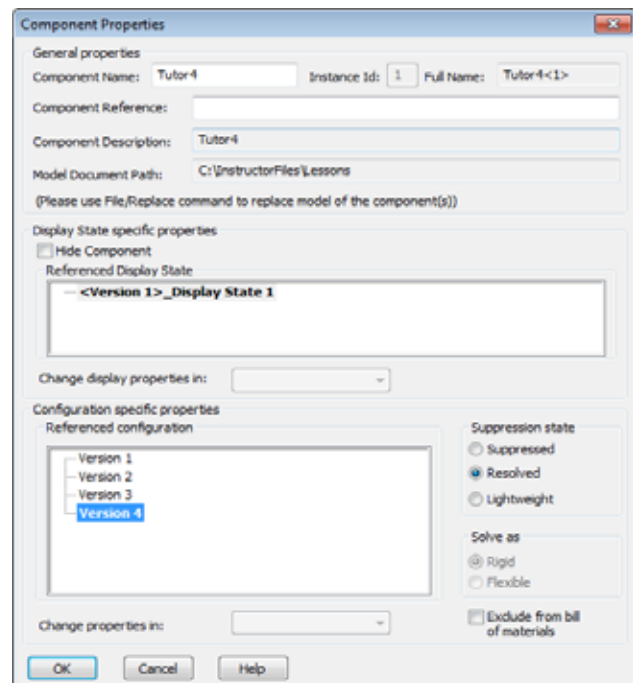 Component Properties
General properties
Component Name: Tutor4 Instance Id: 1 Full Name: Tutor4<1>
Component Reference:
Component Description: Tutor4
Model Document Path: C:\InstructorFiles\Lessons
(Please use File/Replace command to replace model of the component(s))
Display State specific properties
Hide Component
Referenced Display State
<Version 1>_Display State 1
Change display properties in:
Configuration specific properties
Referenced configuration
Version 1
Version 2
Version 3
Version 4
Change properties in:
Suppression state
Suppressed
Resolved
Lightweight
Solve as
Rigid
Flexible
Exclude from bill
of materials
OK Cancel Help